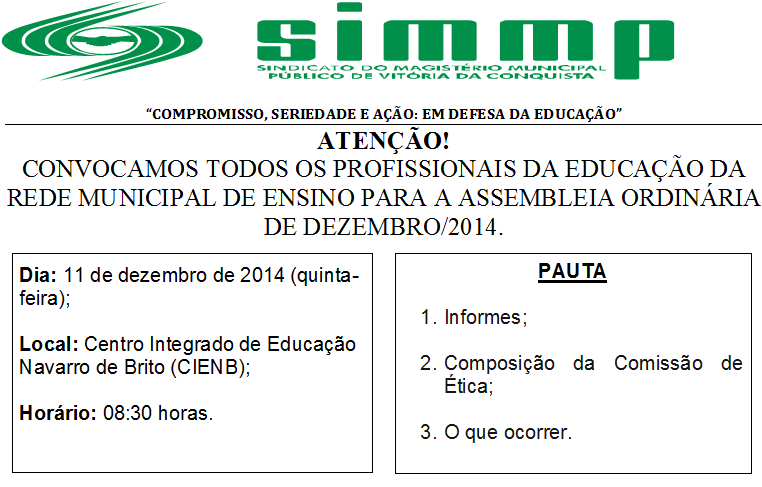 simmp
SINDICATO DO MAGISTÉRIO MUNICIPAL
PÚBLICO DE VITÓRIA DA CONQUISTA
“COMPROMISSO, SERIEDADE E AÇÃO: EM DEFESA DA EDUCAÇÃO”
ATENÇÃO!
CONVOCAMOS TODOS OS PROFISSIONAIS DA EDUCAÇÃO DA
REDE MUNICIPAL DE ENSINO PARA A ASSEMBLEIA ORDINÁRIA
DE DEZEMBRO/2014.
Dia: 11 de dezembro de 2014 (quinta-
feira);
Local: Centro Integrado de Educação
Navarro de Brito (CIENB);
Horário: 08:30 horas.
PAUTA
1. Informes;
2. Composição da Comissão de
Ética;
3. O que ocorrer.